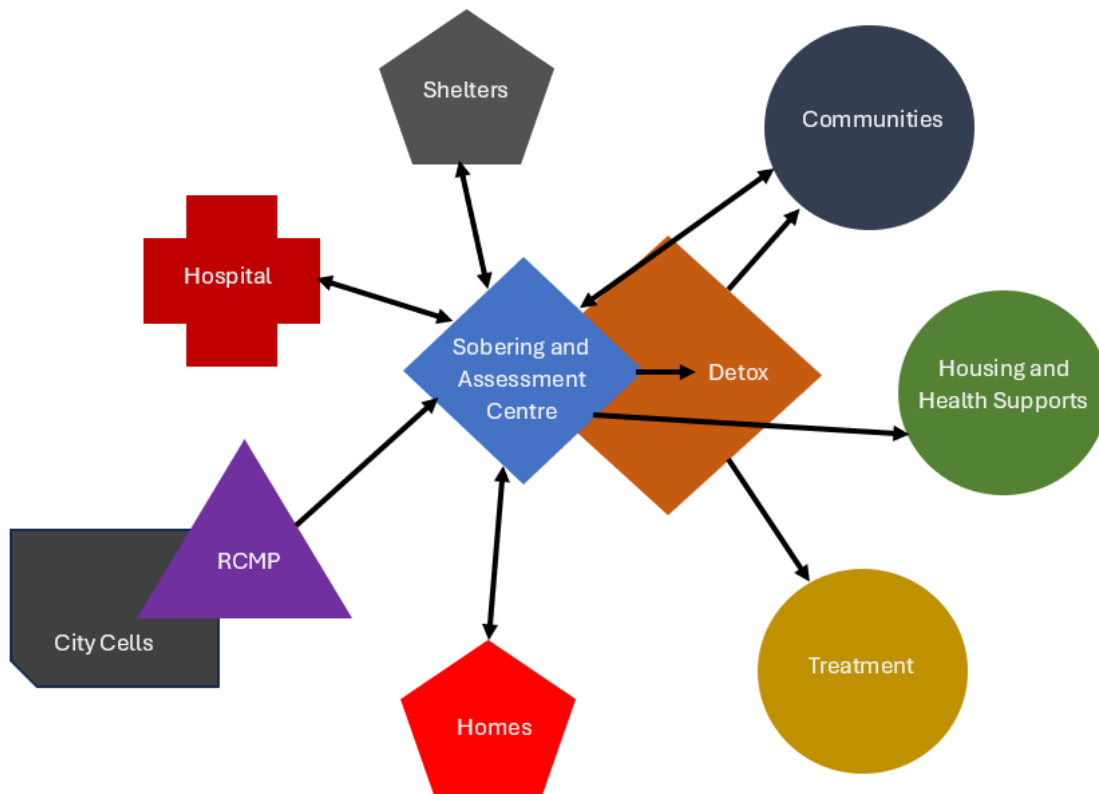 Shelters
Communities
Hospital
Sobering and
Assessment
Centre
Detox
Housing and
Health Supports
RCMP
City Cells
Treatment
Homes